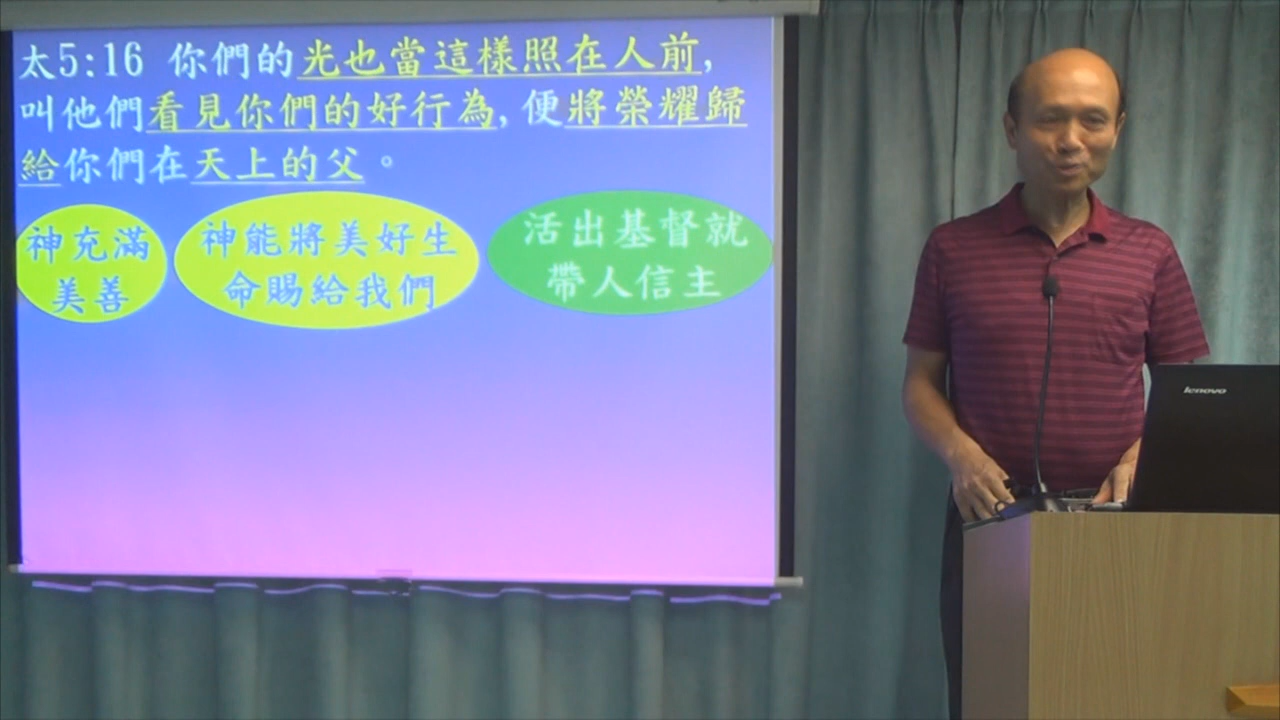 太5:16 你們的光也當這樣照在人前,
叫他們看見你們的好行為,便將榮耀歸
給你們在天上的父。
神充滿
美善
神能將美好生
命賜給我們
活出基督就
帶人信主
lenovo